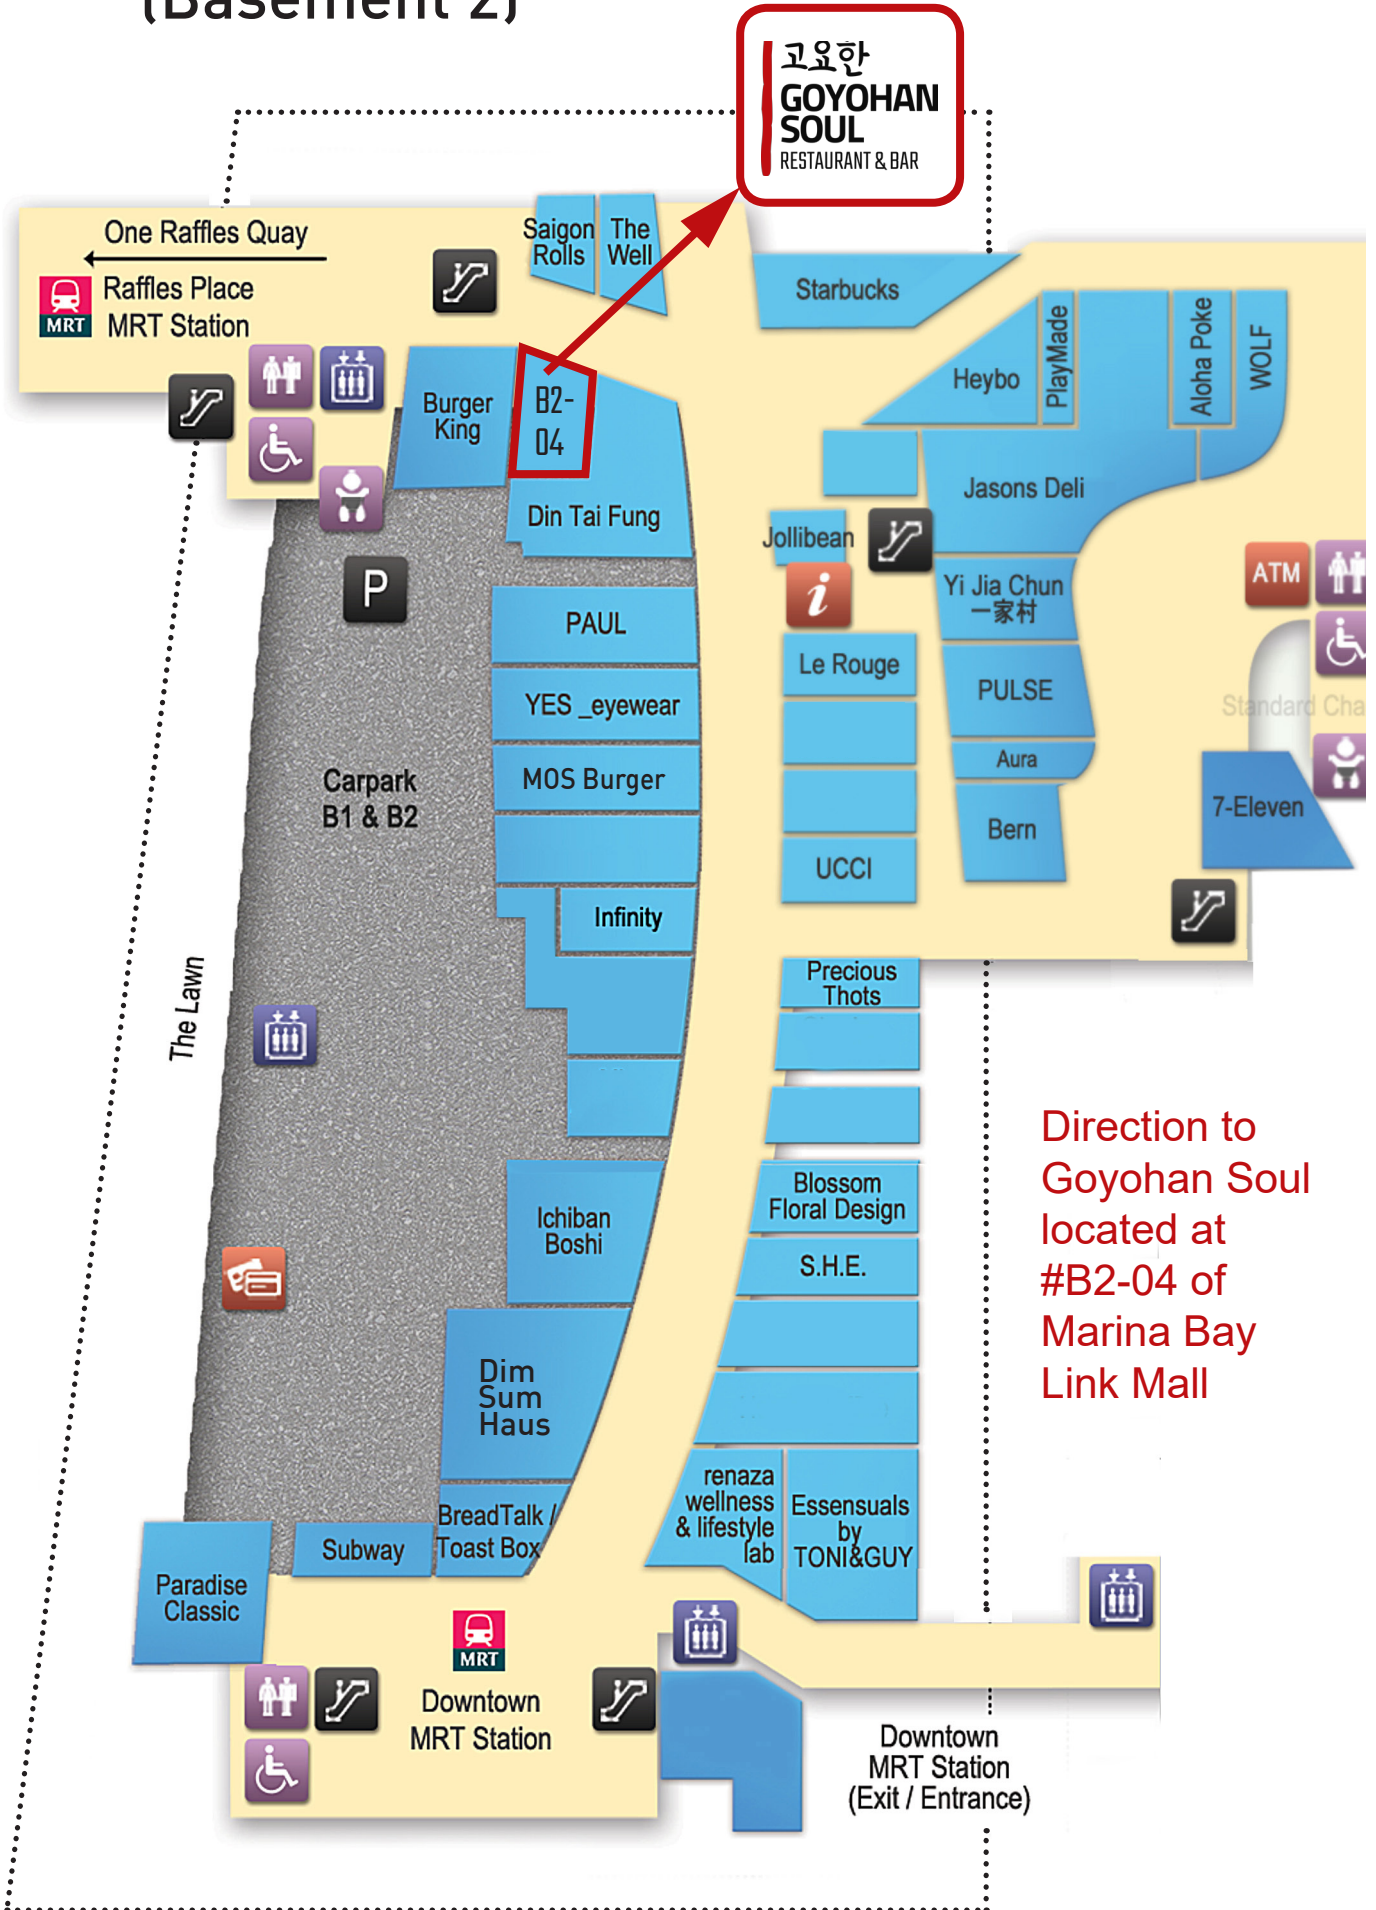 (Basement 2)
고요한
GOYOHAN
SOUL
RESTAURANT & BAR
One Raffles Quay
MRT
Raffles Place
MRT Station
Saigon
Rolls
The
Well
Starbucks
Burger
King
B2-
04
Din Tai Fung
Heybo
PlayMade
Aloha Poke
WOLF
Jasons Deli
Jollibean
i
Yi Jia Chun
一家村
ATM
P
PAUL
Le Rouge
PULSE
YES _eyewear
Standard Cha
Aura
MOS Burger
Carpark
B1 & B2
7-Eleven
Bern
UCCI
Infinity
The Lawn
Precious
Thots
Direction to
Goyohan Soul
located at
#B2-04 of
Marina Bay
Link Mall
Blossom
Floral Design
Ichiban
Boshi
S.H.E.
Dim
Sum
Haus
renaza
wellness
& lifestyle
lab
Essensuals
by
TONI&GUY
BreadTalk /
Toast Box
Subway
Paradise
Classic
MRT
Downtown
MRT Station
Downtown
MRT Station
(Exit / Entrance)